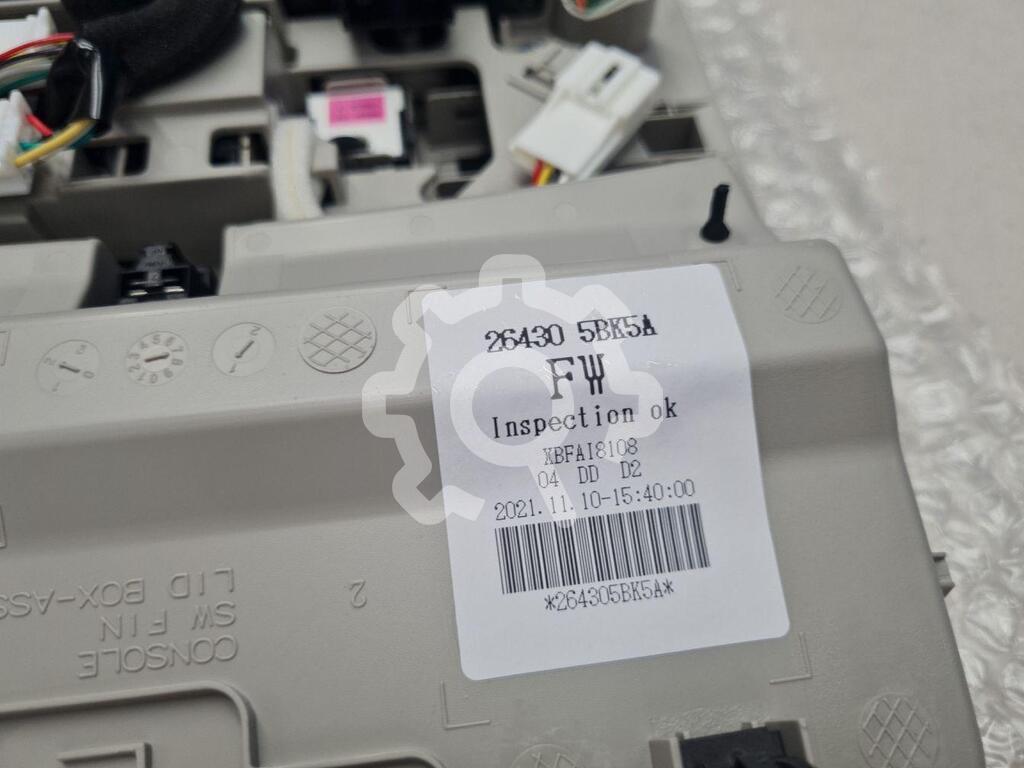 26430 5BK5A
FW
Inspection ok
XBFAI8108
04 DD D2
2021.11.10-15:40:00
*264305BK5A*
2
CONSOLE
SW FIN
LID BOX-ASS